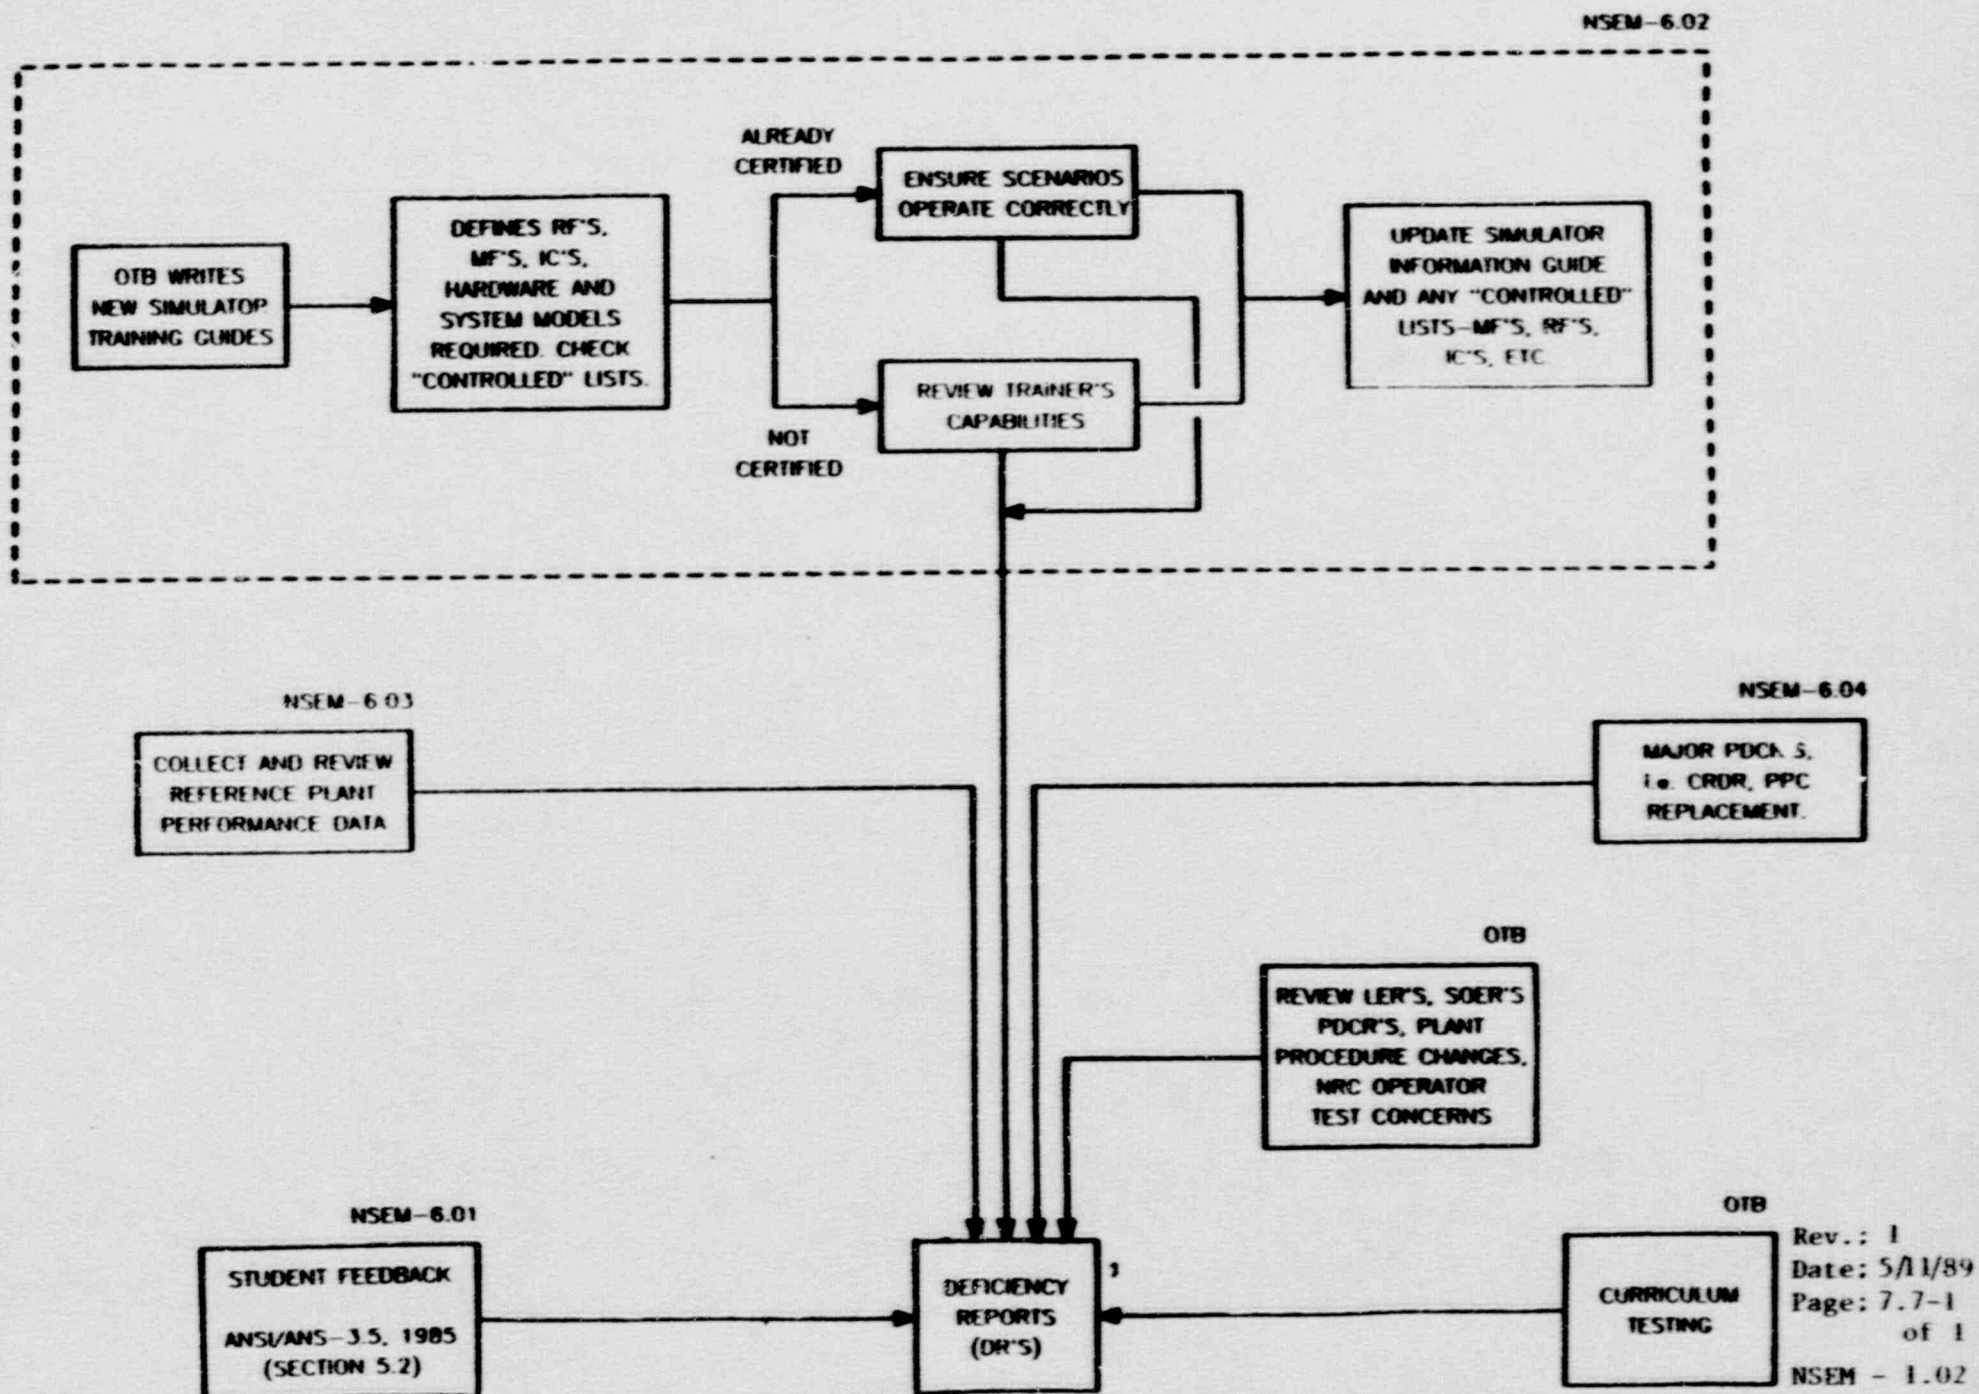 NSEM-6.02
ALREADY
CERTIFIED
OTB WRITES
NEW SIMULATOP
TRAINING GUIDES
DEFINES RF'S,
MF'S, IC'S,
HARDWARE AND
SYSTEM MODELS
REQUIRED. CHECK
"CONTROLLED" LISTS.
ENSURE SCENARIOS
OPERATE CORRECTLY
NOT
CERTIFIED
REVIEW TRAINER'S
CAPABILITIES
UPDATE SIMULATOR
INFORMATION GUIDE
AND ANY "CONTROLLED"
LISTS-MF'S, RF'S,
IC'S, ETC
NSEM-6 03
COLLECT AND REVIEW
REFERENCE PLANT
PERFORMANCE DATA
NSEM-6.04
MAJOR
i.e. CRDR, PPC
REPLACEMENT.
OTB
REVIEW LER'S, SOER'S
PDCR'S, PLANT
PROCEDURE CHANGES,
NRC OPERATOR
TEST CONCERNS
NSEM-6.01
STUDENT FEEDBACK
ANSI/ANS-3.5, 1985
(SECTION 5.2)
DEFICIENCY
REPORTS
(DR'S)
OTB
CURRICULUM
TESTING
Rev.: 1
Date: 5/11/89
Page: 7.7-1
of 1
NSEM - 1.02